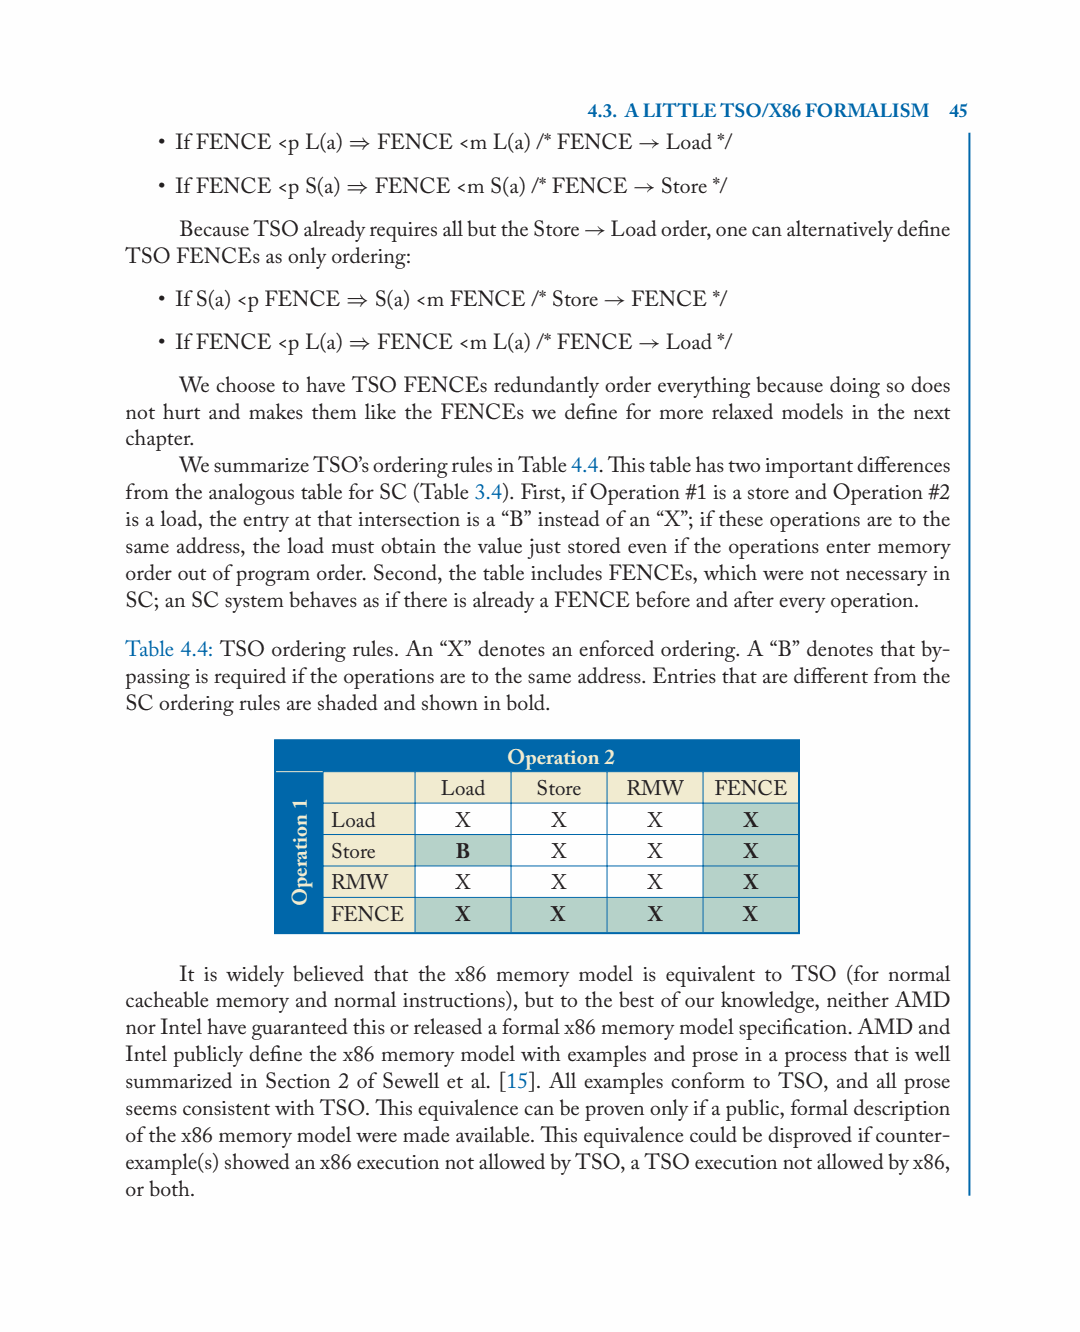 4.3. A LITTLE TSO/X86 FORMALISM 45
• If FENCE <p L(a) ⇒ FENCE <m L(a) /* FENCE → Load */
• If FENCE <p S(a) ⇒ FENCE <m S(a) /* FENCE → Store */
Because TSO already requires all but the Store → Load order, one can alternatively define
TSO FENCEs as only ordering:
• If S(a) <p FENCE ⇒ S(a) <m FENCE /* Store → FENCE */
• If FENCE <p L(a) ⇒ FENCE <m L(a) /* FENCE → Load */
We choose to have TSO FENCEs redundantly order everything because doing so does
not hurt and makes them like the FENCEs we define for more relaxed models in the next
chapter.
We summarize TSO’s ordering rules in Table 4.4. This table has two important differences
from the analogous table for SC (Table 3.4). First, if Operation #1 is a store and Operation #2
is a load, the entry at that intersection is a “B” instead of an “X”; if these operations are to the
same address, the load must obtain the value just stored even if the operations enter memory
order out of program order. Second, the table includes FENCEs, which were not necessary in
SC; an SC system behaves as if there is already a FENCE before and after every operation.
Table 4.4: TSO ordering rules. An “X” denotes an enforced ordering. A “B” denotes that by-
passing is required if the operations are to the same address. Entries that are different from the
SC ordering rules are shaded and shown in bold.
Operation 2
Operation 1
Load Store RMW FENCE
Load X X X X
Store B X X X
RMW X X X X
FENCE X X X X
It is widely believed that the x86 memory model is equivalent to TSO (for normal
cacheable memory and normal instructions), but to the best of our knowledge, neither AMD
nor Intel have guaranteed this or released a formal x86 memory model specification. AMD and
Intel publicly define the x86 memory model with examples and prose in a process that is well
summarized in Section 2 of Sewell et al. [15]. All examples conform to TSO, and all prose
seems consistent with TSO. This equivalence can be proven only if a public, formal description
of the x86 memory model were made available. This equivalence could be disproved if counter-
example(s) showed an x86 execution not allowed by TSO, a TSO execution not allowed by x86,
or both.